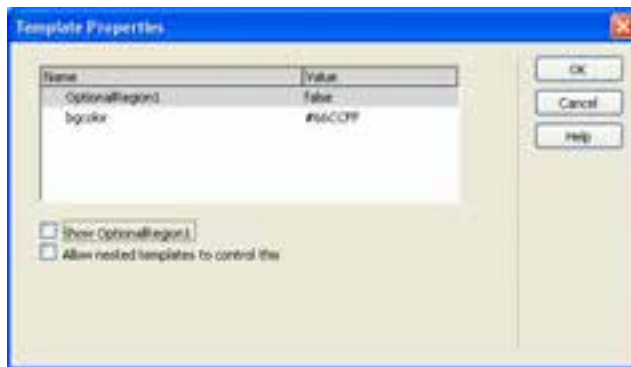 Template Properties
Name Value
OptionalRegion1 false
bgcolor #66CCFF
Show OptionalRegion1
Allow nested templates to control this
OK
Cancel
Help